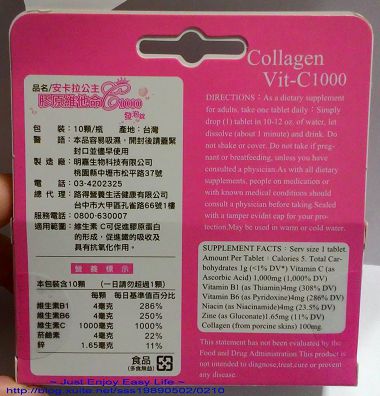 品名/安卡拉公主
膠原維他命C1000
發泡錠
包　　裝：10顆/瓶　產地：台灣
警　　語：本品容易吸濕、開封後請蓋緊
封口並儘早使用
製 造 廠：明嘉生物科技有限公司
桃園縣中壢市松平路37號
電　　話：03-4202325
總 經 銷：路得營養生活健康有限公司
台中市大甲區孔雀路66號1樓
服務電話：0800-630007
適用範圍：維生素 C可促進膠原蛋白
的形成，促進鐵的吸收及
具有抗氧化作用。
營養標示
本包裝含10顆　(一日請勿超過1顆)
每顆　每日基準值百分比
維生素B1　4毫克　286%
維生素B6　4毫克　250%
維生素C　1000毫克　1000%
菸鹼素　4毫克　22%
鋅　1.65毫克　11%
食品
Collagen
Vit-C1000
DIRECTIONS：As a dietary supplement
for adults, take one tablet daily：Simply
drop (1) tablet in 10-12 oz. of water, let
dissolve (about 1 minute) and drink. Do
not shake or cover. Do not take if preg-
nant or breatfeeding, unless you have
consulted a physician.As with all dietary
supplements, people on medication or
with known medical conditions should
consult a physician before taking.Sealed
with a tamper evidnt cap for your pro-
tection.May be used in warm or cold water.
SUPPLEMENT FACTS：Serv size 1 tablet.
Amount Per Tablet：Calories 5. Total Car-
bohydrates 1g (<1% DV*) Vitamin C (as
Ascorbic Acid) 1,000mg (1,000% DV)
Vitamin B1 (as Thiamin)4mg (308% DV)
Vitamin B6 (as Pyridoxine)4mg (286% DV)
Niacin (as Niacinamide)4mg (23.5% DV)
Zinc (as Gluconate)1.65mg (11% DV)
Collagen (from porcine skins) 100mg
This statement has not been evaluated by the
Food and Drug Administration This product is
not intended to diagnose,treat,cure or prevent
any disease.
~ Just Enjoy Easy Life ~
http://blog.xuite.net/sss19890502/0210